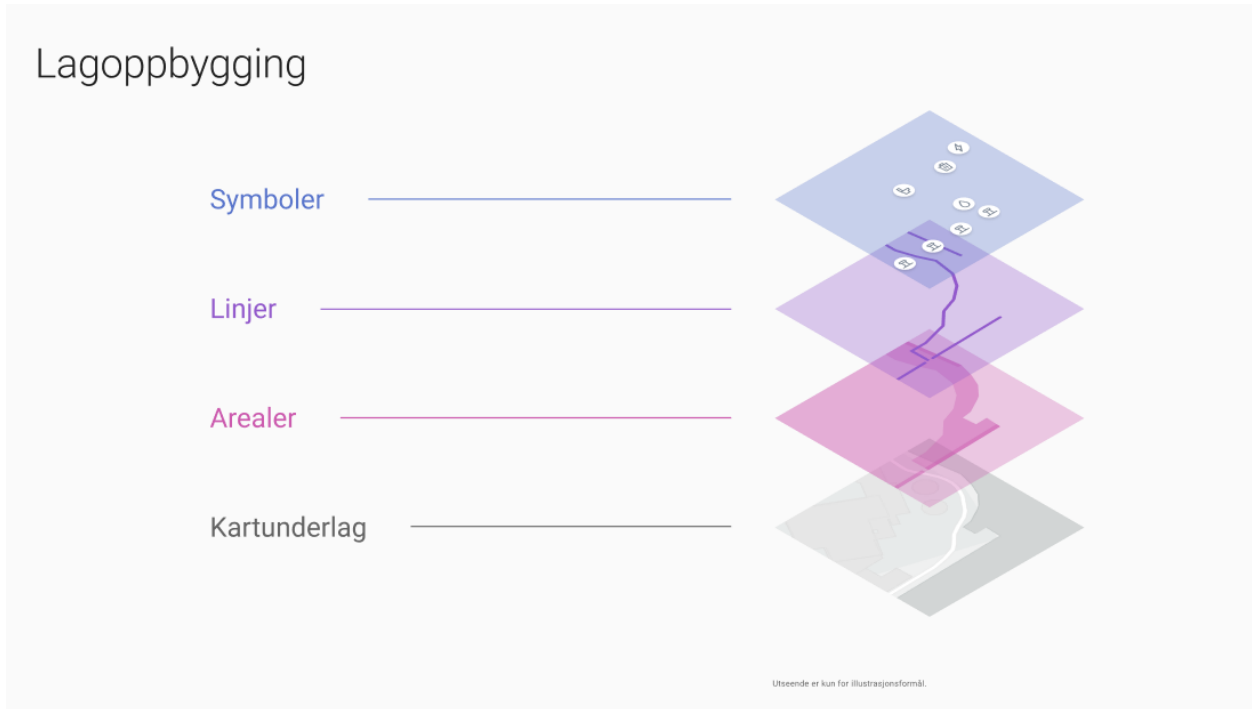 Lagoppbygging
Symboler
Linjer
Arealer
Kartunderlag
Utseende er kun for illustrasjonsformål.